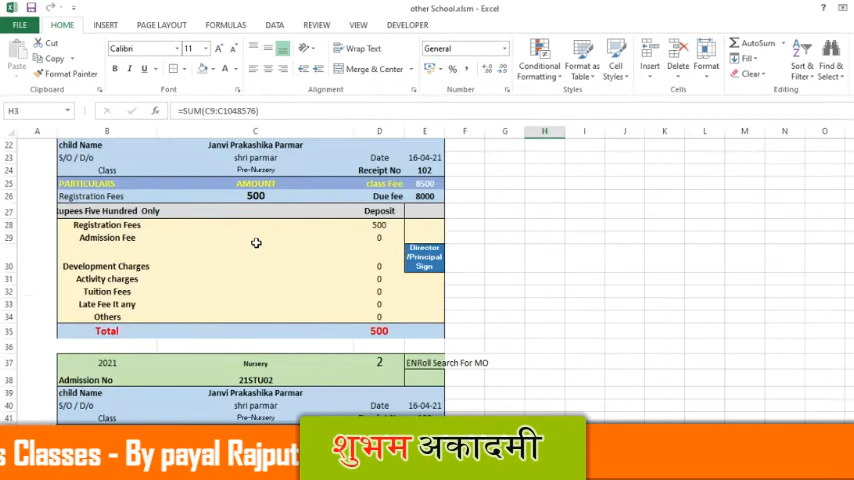 other School.xlsm - Excel
FILE HOME INSERT PAGE LAYOUT FORMULAS DATA REVIEW VIEW DEVELOPER
Paste Cut Copy Format Painter Clipboard
Calibri 11 A A B I U A Font
Wrap Text Merge & Center Alignment
General % , Number
Conditional Formatting Format as Table Cell Styles Styles
Insert Delete Format Cells
AutoSum Fill Clear Sort & Filter Find & Select Editing
H3 fx =SUM(C9:C1048576)
A B C D E F G H I J K L M N O
22 child Name Janvi Prakashika Parmar
23 S/O / D/o shri parmar Date 16-04-21
24 Class Pre-Nursery Receipt No 102
25 PARTICULARS AMOUNT class Fee 8500
26 Registration Fees 500 Due fee 8000
27 Rupees Five Hundred Only Deposit
28 Registration Fees 500
29 Admission Fee 0
30 Development Charges 0 Director /Principal Sign
31 Activity charges 0
32 Tuition Fees 0
33 Late Fee It any 0
34 Others 0
35 Total 500
36
37 2021 Nursery 2 ENRoll Search For MO
38 Admission No 21STU02
39 child Name Janvi Prakashika Parmar
40 S/O / D/o shri parmar Date 16-04-21
41 Class Pre-Nursery
s Classes - By payal Rajput
शुभम अकादमी